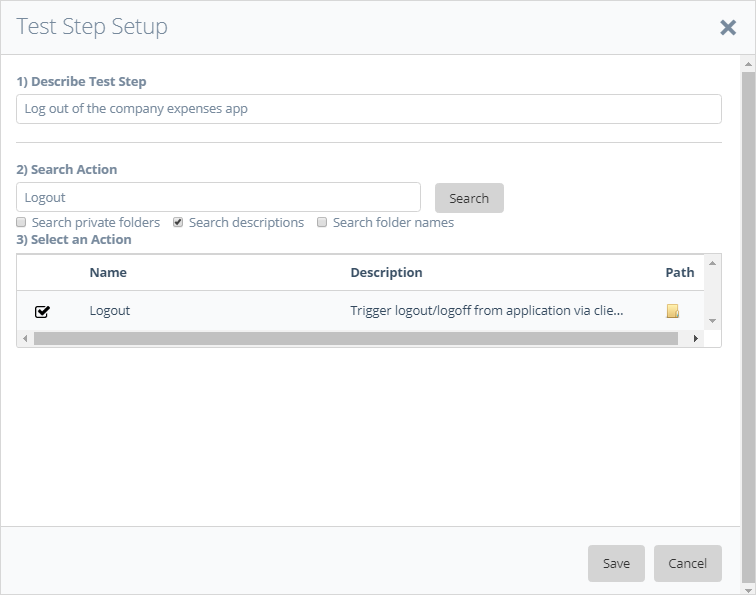 Test Step Setup
1) Describe Test Step
Log out of the company expenses app
2) Search Action
Logout
Search
Search private folders Search descriptions Search folder names
3) Select an Action
Name Description Path
Logout Trigger logout/logoff from application via clie...
Save Cancel